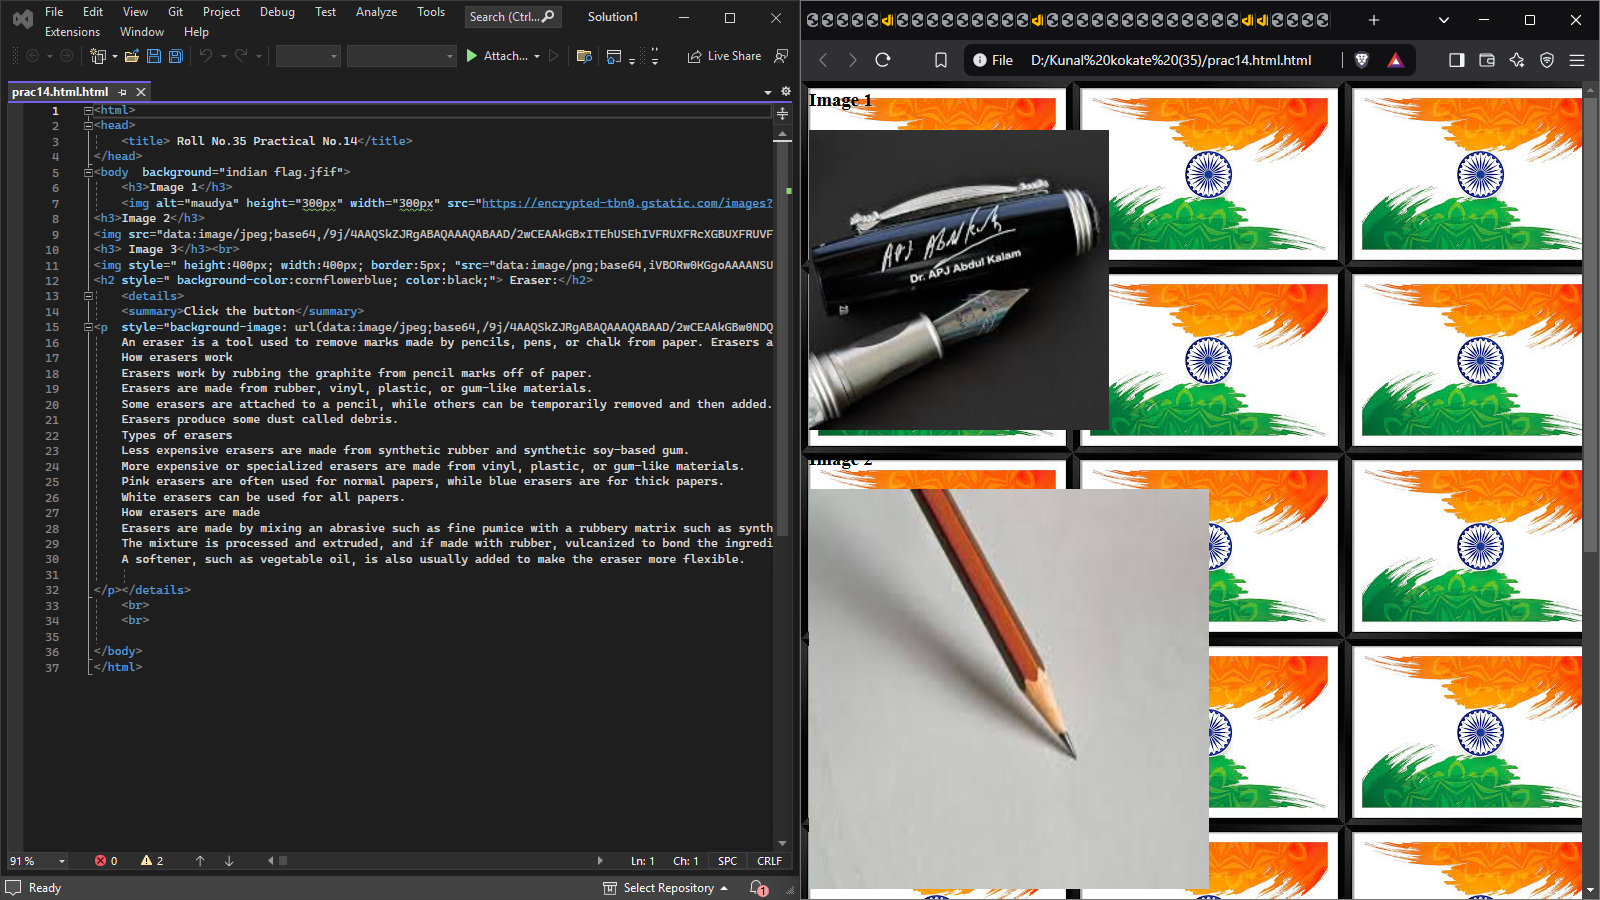 File Edit View Git Project Debug Test Analyze Tools Search (Ctrl... Solution1
Extensions Window Help
Attach... Live Share
prac14.html.html
1 <html>
2 <head>
3 <title> Roll No.35 Practical No.14</title>
4 </head>
5 <body  background="indian flag.jfif">
6 <h3>Image 1</h3>
7 <img alt="maudya" height="300px" width="300px" src="https://encrypted-tbn0.gstatic.com/images?
8 <h3>Image 2</h3>
9 <img src="data:image/jpeg;base64,/9j/4AAQSkZJRgABAQAAAQABAAD/2wCEAAkGBxITEhUSEhIVFRUXFRcXGBUXFRUVF
10 <h3> Image 3</h3><br>
11 <img style=" height:400px; width:400px; border:5px; "src="data:image/png;base64,iVBORw0KGgoAAAANSU
12 <h2 style=" background-color:cornflowerblue; color:black;"> Eraser:</h2>
13 <details>
14 <summary>Click the button</summary>
15 <p  style="background-image: url(data:image/jpeg;base64,/9j/4AAQSkZJRgABAQAAAQABAAD/2wCEAAkGBw0NDQ
16 An eraser is a tool used to remove marks made by pencils, pens, or chalk from paper. Erasers a
17 How erasers work
18 Erasers work by rubbing the graphite from pencil marks off of paper.
19 Erasers are made from rubber, vinyl, plastic, or gum-like materials.
20 Some erasers are attached to a pencil, while others can be temporarily removed and then added.
21 Erasers produce some dust called debris.
22 Types of erasers
23 Less expensive erasers are made from synthetic rubber and synthetic soy-based gum.
24 More expensive or specialized erasers are made from vinyl, plastic, or gum-like materials.
25 Pink erasers are often used for normal papers, while blue erasers are for thick papers.
26 White erasers can be used for all papers.
27 How erasers are made
28 Erasers are made by mixing an abrasive such as fine pumice with a rubbery matrix such as synth
29 The mixture is processed and extruded, and if made with rubber, vulcanized to bond the ingredi
30 A softener, such as vegetable oil, is also usually added to make the eraser more flexible.
31
32 </p></details>
33 <br>
34 <br>
35
36 </body>
37 </html>
91 % 0 2 Ln: 1 Ch: 1 SPC CRLF
Ready Select Repository 1
File D:/Kunal%20kokate%20(35)/prac14.html.html
Image 1
Dr. APJ Abdul Kalam
Image 2